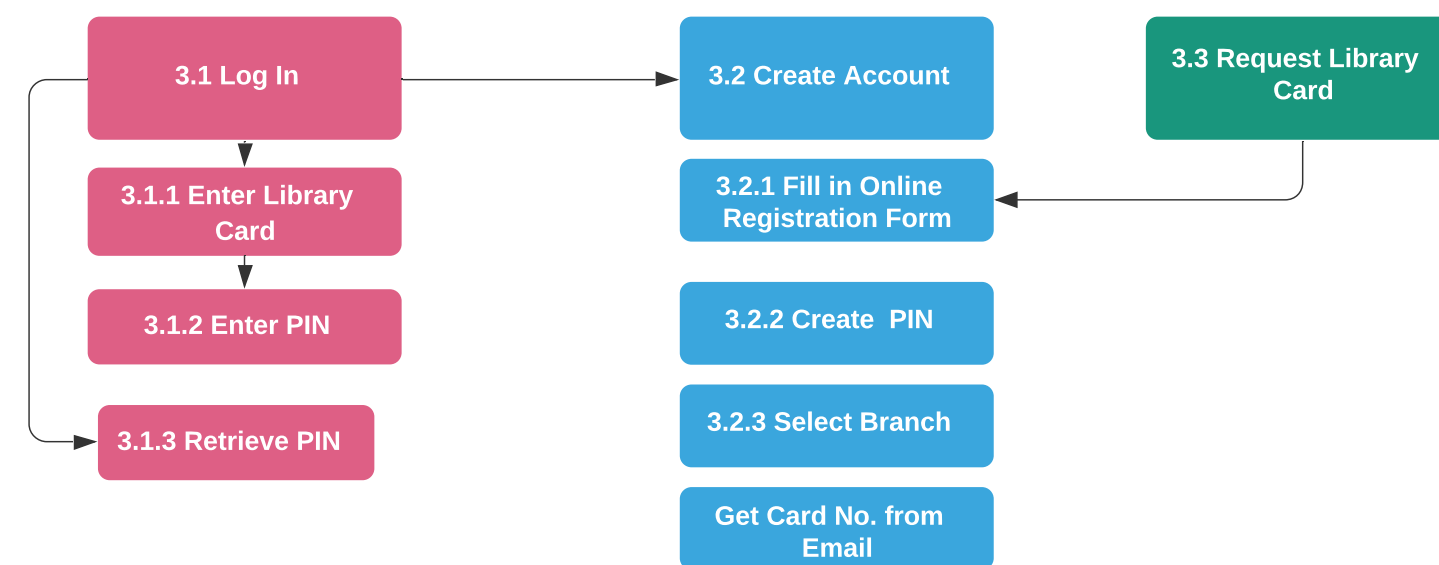 3.1 Log In
3.1.1 Enter Library
Card
3.1.2 Enter PIN
3.1.3 Retrieve PIN
3.2 Create Account
3.2.1 Fill in Online
Registration Form
3.2.2 Create  PIN
3.2.3 Select Branch
Get Card No. from
Email
3.3 Request Library
Card